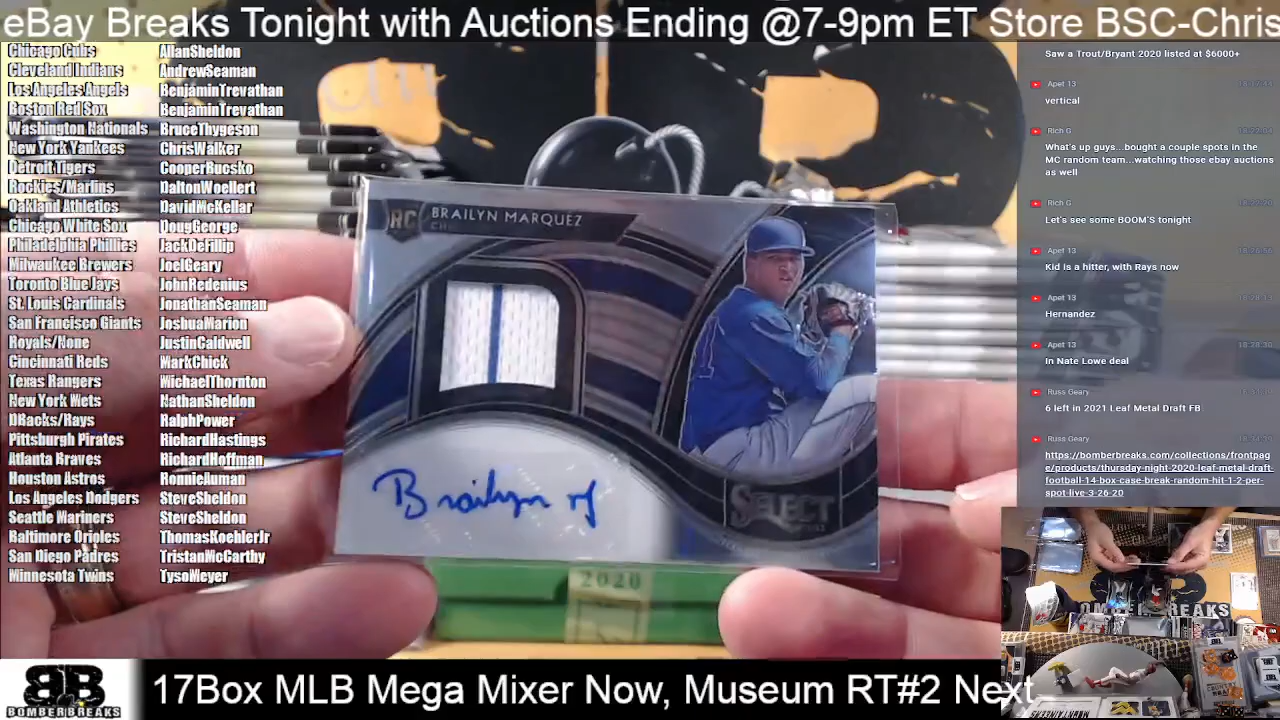 eBay Breaks Tonight with Auctions Ending @7-9pm ET Store BSC-Chris
Chicago Cubs AllanSheldon
Cleveland Indians AndrewSeaman
Los Angeles Angels BenjaminTrevathan
Boston Red Sox BenjaminTrevathan
Washington Nationals BruceThygeson
New York Yankees ChrisWalker
Detroit Tigers CooperBucsko
Rockies/Marlins DaltonWoellert
Oakland Athletics DavidMcKellar
Chicago White Sox DougGeorge
Philadelphia Phillies JackDeFilip
Milwaukee Brewers JoelGeary
Toronto Blue Jays JohnRedenius
St. Louis Cardinals JonathanSeaman
San Francisco Giants JoshuaMarion
Royals/None JustinCaldwell
Cincinnati Reds MarkChick
Texas Rangers MichaelThornton
New York Mets NathanSheldon
DBacks/Rays RalphPower
Pittsburgh Pirates RichardHastings
Atlanta Braves RichardHoffman
Houston Astros RonnieAuman
Los Angeles Dodgers SteveSheldon
Seattle Mariners SteveSheldon
Baltimore Orioles ThomasKoehlerJr
San Diego Padres TristanMcCarthy
Minnesota Twins TysoMeyer
RC BRAILYN MARQUEZ
Brailyn M
SELECT
2020
Saw a Trout/Bryant 2020 listed at $6000+
Apet 13
vertical
Rich G
What's up guys...bought a couple spots in the
MC random team...watching those ebay auctions
as well
Rich G
Let's see some BOOM'S tonight
Apet 13
Kid is a hitter, with Rays now
Apet 13
Hernandez
Apet 13
In Nate Lowe deal
Russ Geary
6 left in 2021 Leaf Metal Draft FB
Russ Geary
https://bomberbreaks.com/collections/frontpag
e/products/thursday-night-2020-leaf-metal-draft-
football-14-box-case-break-random-hit-1-2-per-
spot-live-3-26-20
BOMBER BREAKS
BB
BOMBERBREAKS
17Box MLB Mega Mixer Now, Museum RT#2 Next